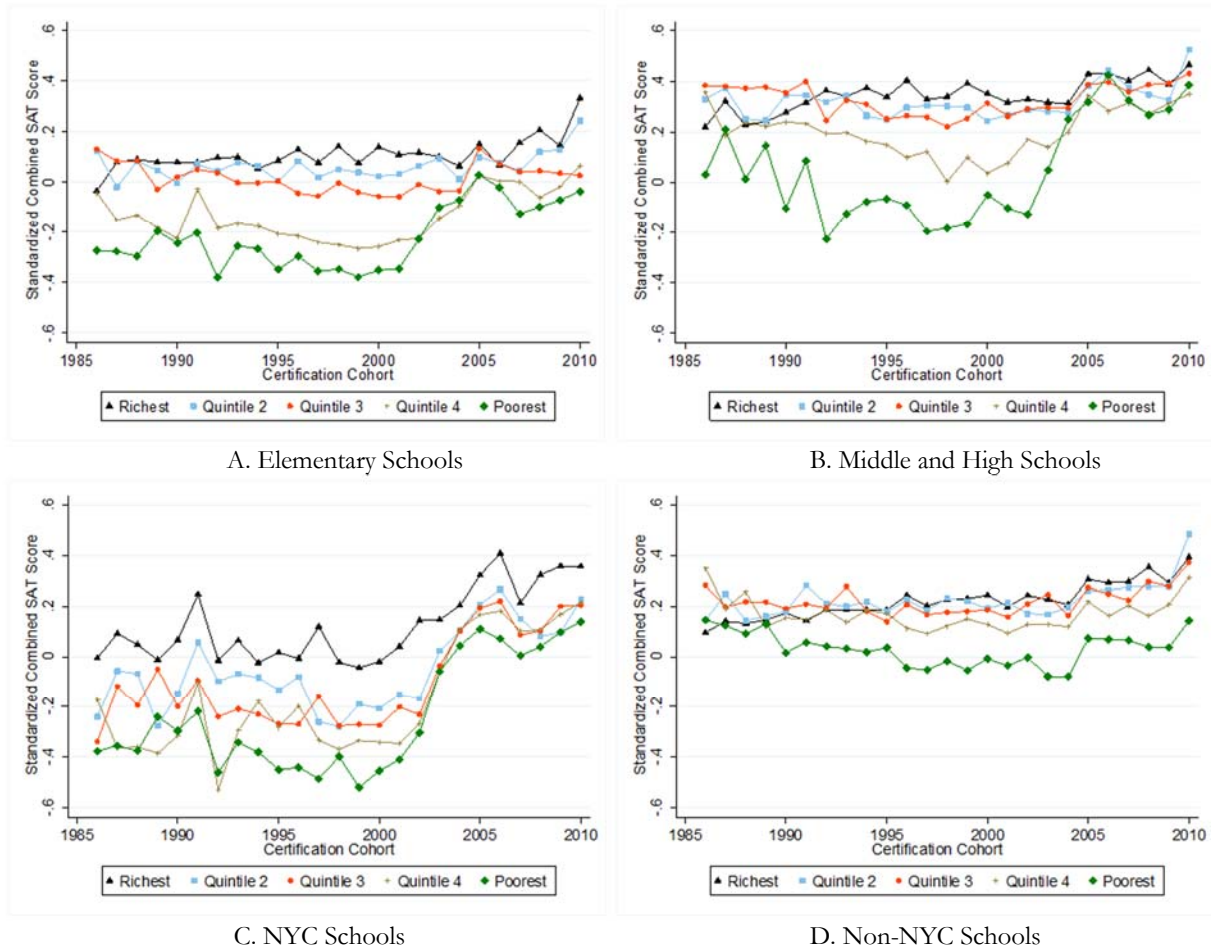 Standardized Combined SAT Score
.6
.4
.2
0
-.2
-.4
-.6
1985 1990 1995 2000 2005 2010
Certification Cohort
Richest Quintile 2 Quintile 3 Quintile 4 Poorest
A. Elementary Schools
Standardized Combined SAT Score
.6
.4
.2
0
-.2
-.4
-.6
1985 1990 1995 2000 2005 2010
Certification Cohort
Richest Quintile 2 Quintile 3 Quintile 4 Poorest
B. Middle and High Schools
Standardized Combined SAT Score
.6
.4
.2
0
-.2
-.4
-.6
1985 1990 1995 2000 2005 2010
Certification Cohort
Richest Quintile 2 Quintile 3 Quintile 4 Poorest
C. NYC Schools
Standardized Combined SAT Score
.6
.4
.2
0
-.2
-.4
-.6
1985 1990 1995 2000 2005 2010
Certification Cohort
Richest Quintile 2 Quintile 3 Quintile 4 Poorest
D. Non-NYC Schools